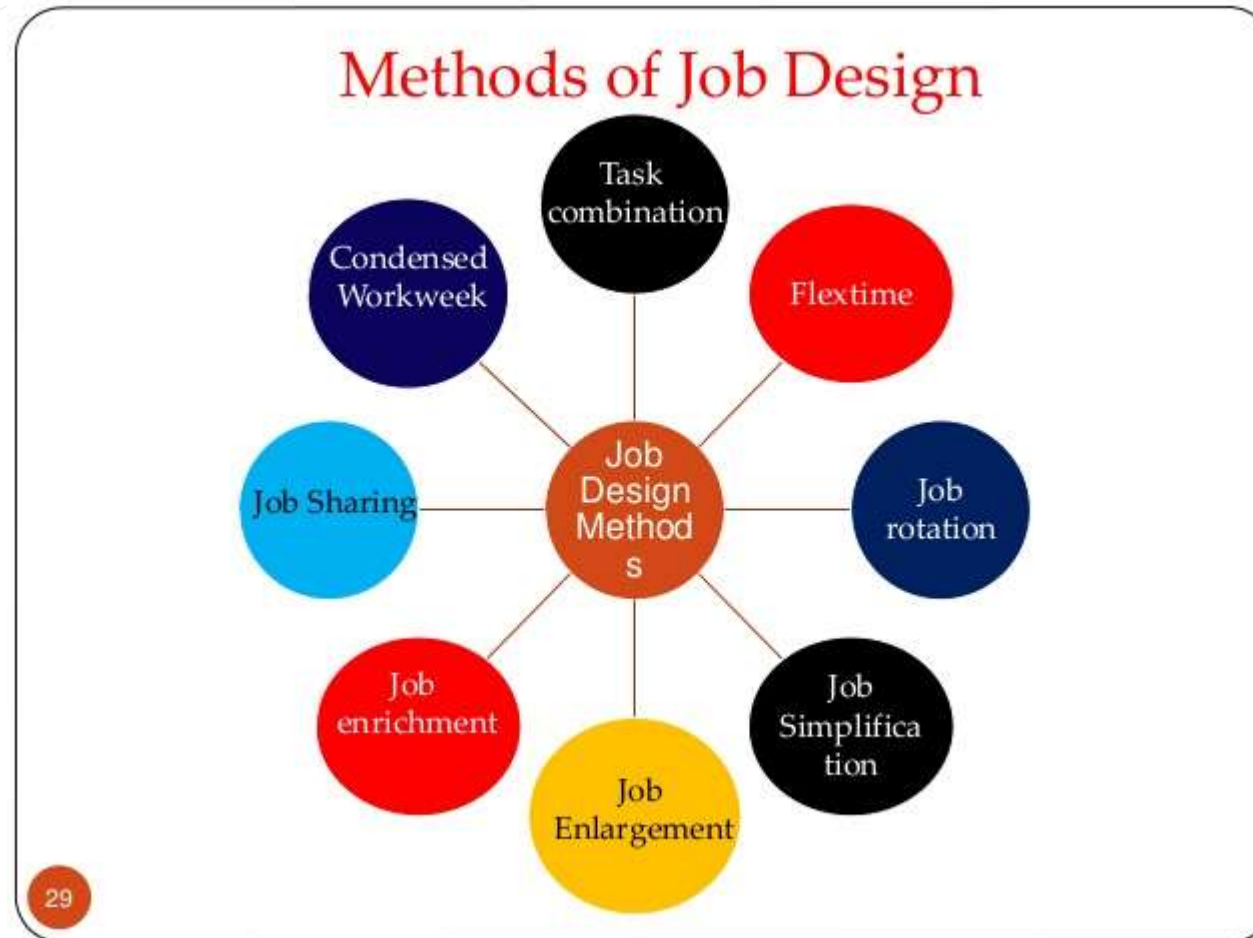 Methods of Job Design
Task
combination
Flextime
Job
rotation
Job
Simplifica
tion
Job
Enlargement
Job
enrichment
Job Sharing
Condensed
Workweek
Job
Design
Method
s
29